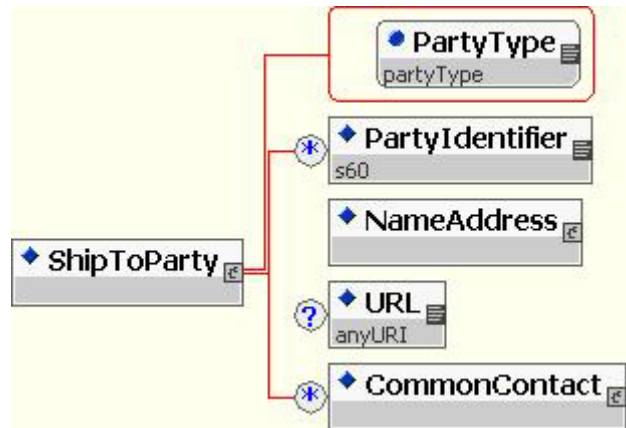 PartyType
partyType
* PartyIdentifier
s60
NameAddress
ShipToParty
? URL
anyURI
* CommonContact